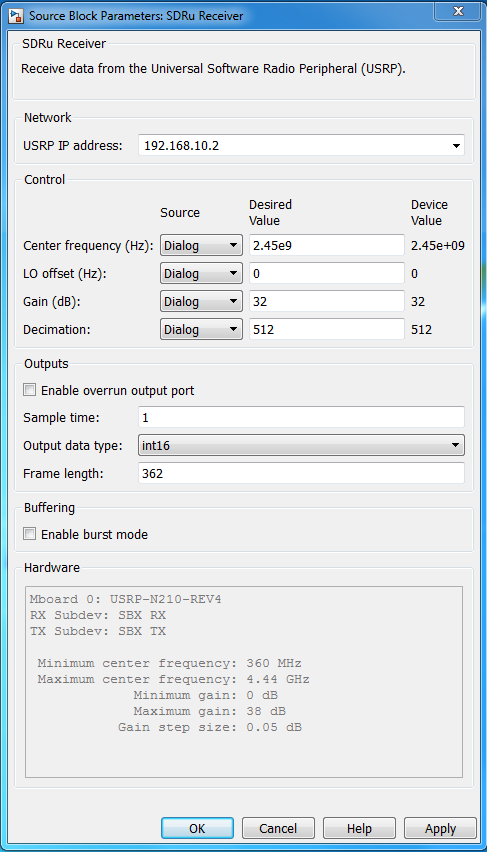 Source Block Parameters: SDRu Receiver
SDRu Receiver
Receive data from the Universal Software Radio Peripheral (USRP).
Network
USRP IP address: 192.168.10.2
Control
Source Desired Value Device Value
Center frequency (Hz): Dialog 2.45e9 2.45e+09
LO offset (Hz): Dialog 0 0
Gain (dB): Dialog 32 32
Decimation: Dialog 512 512
Outputs
Enable overrun output port
Sample time: 1
Output data type: int16
Frame length: 362
Buffering
Enable burst mode
Hardware
Mboard 0: USRP-N210-REV4
RX Subdev: SBX RX
TX Subdev: SBX TX
Minimum center frequency: 360 MHz
Maximum center frequency: 4.44 GHz
Minimum gain: 0 dB
Maximum gain: 38 dB
Gain step size: 0.05 dB
OK Cancel Help Apply